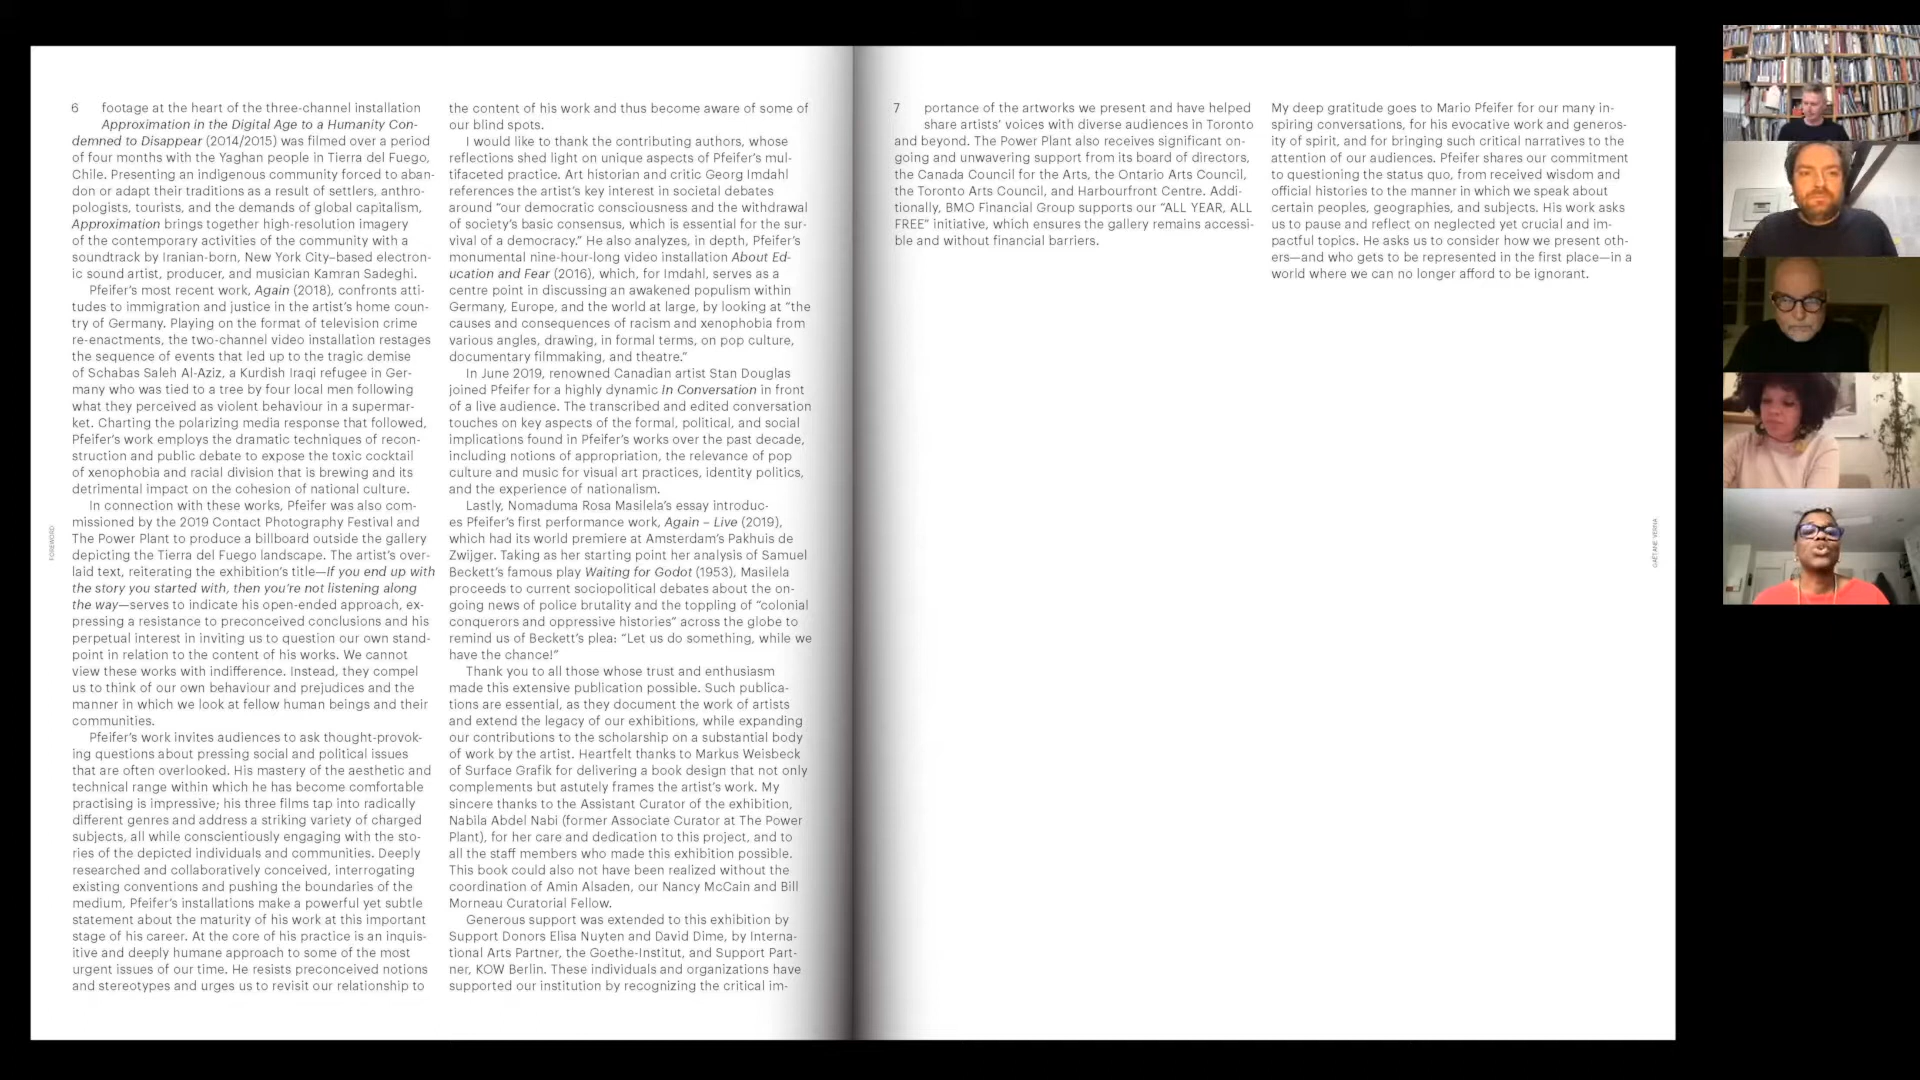 6 footage at the heart of the three-channel installation
Approximation in the Digital Age to a Humanity Con-
demned to Disappear (2014/2015) was filmed over a period
of four months with the Yaghan people in Tierra del Fuego,
Chile. Presenting an indigenous community forced to aban-
don or adapt their traditions as a result of settlers, anthro-
pologists, tourists, and the demands of global capitalism,
Approximation brings together high-resolution imagery
of the contemporary activities of the community with a
soundtrack by Iranian-born, New York City–based electron-
ic sound artist, producer, and musician Kamran Sadeghi.
Pfeifer's most recent work, Again (2018), confronts atti-
tudes to immigration and justice in the artist's home coun-
try of Germany. Playing on the format of television crime
re-enactments, the two-channel video installation restages
the sequence of events that led up to the tragic demise
of Schabas Saleh Al-Aziz, a Kurdish Iraqi refugee in Ger-
many who was tied to a tree by four local men following
what they perceived as violent behaviour in a supermar-
ket. Charting the polarizing media response that followed,
Pfeifer's work employs the dramatic techniques of recon-
struction and public debate to expose the toxic cocktail
of xenophobia and racial division that is brewing and its
detrimental impact on the cohesion of national culture.
In connection with these works, Pfeifer was also com-
missioned by the 2019 Contact Photography Festival and
The Power Plant to produce a billboard outside the gallery
depicting the Tierra del Fuego landscape. The artist's over-
laid text, reiterating the exhibition's title—If you end up with
the story you started with, then you're not listening along
the way—serves to indicate his open-ended approach, ex-
pressing a resistance to preconceived conclusions and his
perpetual interest in inviting us to question our own stand-
point in relation to the content of his works. We cannot
view these works with indifference. Instead, they compel
us to think of our own behaviour and prejudices and the
manner in which we look at fellow human beings and their
communities.
Pfeifer's work invites audiences to ask thought-provok-
ing questions about pressing social and political issues
that are often overlooked. His mastery of the aesthetic and
technical range within which he has become comfortable
practising is impressive; his three films tap into radically
different genres and address a striking variety of charged
subjects, all while conscientiously engaging with the sto-
ries of the depicted individuals and communities. Deeply
researched and collaboratively conceived, interrogating
existing conventions and pushing the boundaries of the
medium, Pfeifer's installations make a powerful yet subtle
statement about the maturity of his work at this important
stage of his career. At the core of his practice is an inquis-
itive and deeply humane approach to some of the most
urgent issues of our time. He resists preconceived notions
and stereotypes and urges us to revisit our relationship to
FOREWORD
the content of his work and thus become aware of some of
our blind spots.
I would like to thank the contributing authors, whose
reflections shed light on unique aspects of Pfeifer's mul-
tifaceted practice. Art historian and critic Georg Imdahl
references the artist's key interest in societal debates
around "our democratic consciousness and the withdrawal
of society's basic consensus, which is essential for the sur-
vival of a democracy." He also analyzes, in depth, Pfeifer's
monumental nine-hour-long video installation About Ed-
ucation and Fear (2016), which, for Imdahl, serves as a
centre point in discussing an awakened populism within
Germany, Europe, and the world at large, by looking at "the
causes and consequences of racism and xenophobia from
various angles, drawing, in formal terms, on pop culture,
documentary filmmaking, and theatre."
In June 2019, renowned Canadian artist Stan Douglas
joined Pfeifer for a highly dynamic In Conversation in front
of a live audience. The transcribed and edited conversation
touches on key aspects of the formal, political, and social
implications found in Pfeifer's works over the past decade,
including notions of appropriation, the relevance of pop
culture and music for visual art practices, identity politics,
and the experience of nationalism.
Lastly, Nomaduma Rosa Masilela's essay introduc-
es Pfeifer's first performance work, Again – Live (2019),
which had its world premiere at Amsterdam's Pakhuis de
Zwijger. Taking as her starting point her analysis of Samuel
Beckett's famous play Waiting for Godot (1953), Masilela
proceeds to current sociopolitical debates about the on-
going news of police brutality and the toppling of "colonial
conquerors and oppressive histories" across the globe to
remind us of Beckett's plea: "Let us do something, while we
have the chance!"
Thank you to all those whose trust and enthusiasm
made this extensive publication possible. Such publica-
tions are essential, as they document the work of artists
and extend the legacy of our exhibitions, while expanding
our contributions to the scholarship on a substantial body
of work by the artist. Heartfelt thanks to Markus Weisbeck
of Surface Grafik for delivering a book design that not only
complements but astutely frames the artist's work. My
sincere thanks to the Assistant Curator of the exhibition,
Nabila Abdel Nabi (former Associate Curator at The Power
Plant), for her care and dedication to this project, and to
all the staff members who made this exhibition possible.
This book could also not have been realized without the
coordination of Amin Alsaden, our Nancy McCain and Bill
Morneau Curatorial Fellow.
Generous support was extended to this exhibition by
Support Donors Elisa Nuyten and David Dime, by Interna-
tional Arts Partner, the Goethe-Institut, and Support Part-
ner, KOW Berlin. These individuals and organizations have
supported our institution by recognizing the critical im-
7 portance of the artworks we present and have helped
share artists' voices with diverse audiences in Toronto
and beyond. The Power Plant also receives significant on-
going and unwavering support from its board of directors,
the Canada Council for the Arts, the Ontario Arts Council,
the Toronto Arts Council, and Harbourfront Centre. Addi-
tionally, BMO Financial Group supports our "ALL YEAR, ALL
FREE" initiative, which ensures the gallery remains accessi-
ble and without financial barriers.
My deep gratitude goes to Mario Pfeifer for our many in-
spiring conversations, for his evocative work and generos-
ity of spirit, and for bringing such critical narratives to the
attention of our audiences. Pfeifer shares our commitment
to questioning the status quo, from received wisdom and
official histories to the manner in which we speak about
certain peoples, geographies, and subjects. His work asks
us to pause and reflect on neglected yet crucial and im-
pactful topics. He asks us to consider how we present oth-
ers—and who gets to be represented in the first place—in a
world where we can no longer afford to be ignorant.
GAËTANE VERNA